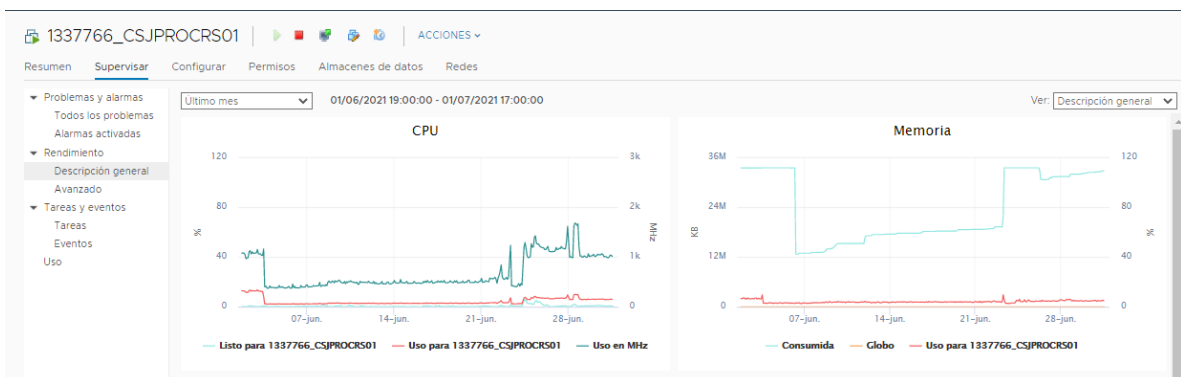 1337766_CSJPROCRS01 ACCIONES
Resumen Supervisar Configurar Permisos Almacenes de datos Redes
Problemas y alarmas
Todos los problemas
Alarmas activadas
Rendimiento
Descripción general
Avanzado
Tareas y eventos
Tareas
Eventos
Uso
Último mes 01/06/2021 19:00:00 - 01/07/2021 17:00:00 Ver: Descripción general
CPU
120 3k
80 2k
% MHz
40 1k
0 0
07-jun. 14-jun. 21-jun. 28-jun.
Listo para 1337766_CSJPROCRS01 Uso para 1337766_CSJPROCRS01 Uso en MHz
Memoria
36M 120
24M 80
KB %
12M 40
0 0
07-jun. 14-jun. 21-jun. 28-jun.
Consumida Globo Uso para 1337766_CSJPROCRS01